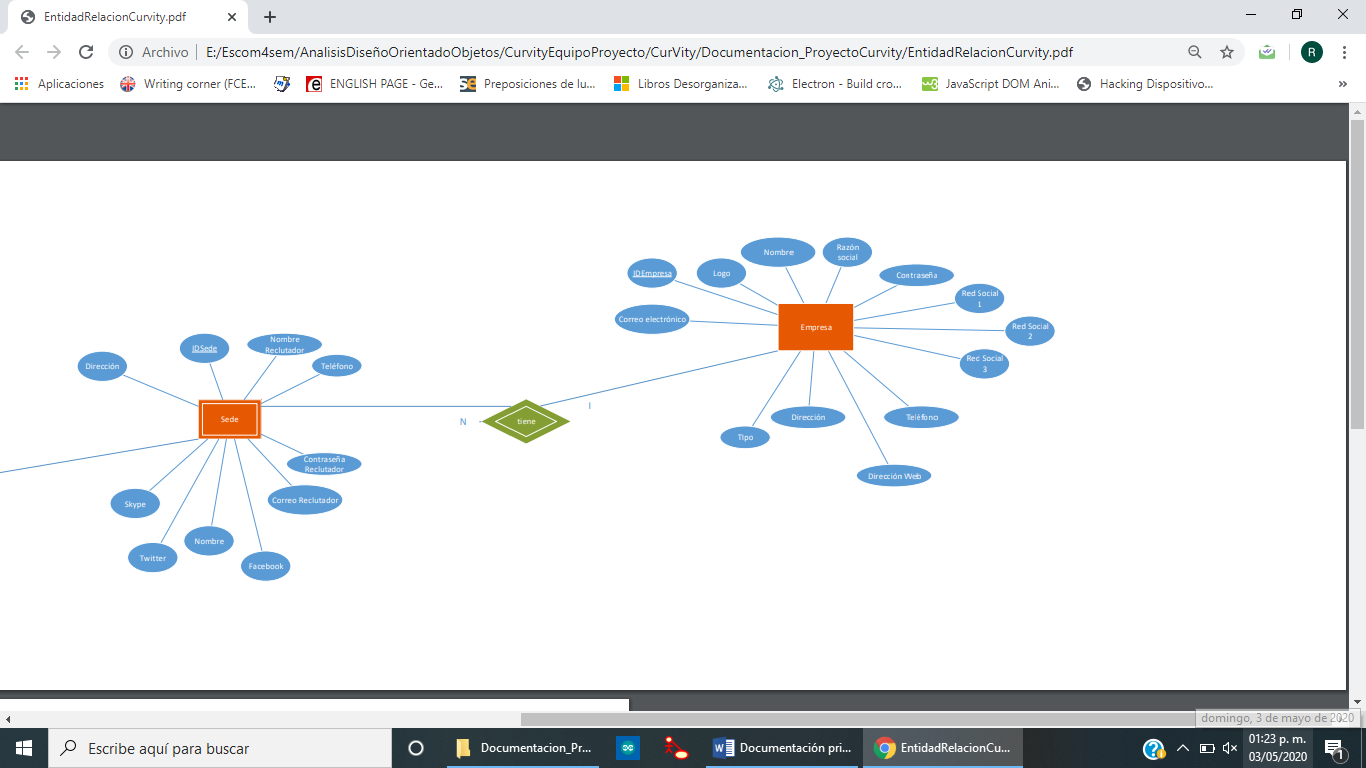 EntidadRelacionCurvity.pdf
Archivo
E:/Escom4sem/AnalisisDiseñoOrientadoObjetos/CurvityEquipoProyecto/CurVity/Documentacion_ProyectoCurvity/EntidadRelacionCurvity.pdf
R
Aplicaciones
Writing corner (FCE...
ENGLISH PAGE - Ge...
Preposiciones de lu...
Libros Desorganiza...
Electron - Build cro...
JavaScript DOM Ani...
Hacking Dispositivo...
»
Nombre
Razón
social
IDEmpresa
Logo
Contraseña
Red Social
1
Correo electrónico
Empresa
Red Social
2
Red Social
3
IDSede
Nombre
Reclutador
Dirección
Teléfono
Sede
N
tiene
1
Dirección
Teléfono
Tipo
Contraseña
Reclutador
Dirección Web
Skype
Correo Reclutador
Nombre
Twitter
Facebook
domingo, 3 de mayo de 2020
Escribe aquí para buscar
Documentacion_Pr...
Documentación pri...
EntidadRelacionCu...
01:23 p. m.
03/05/2020
1